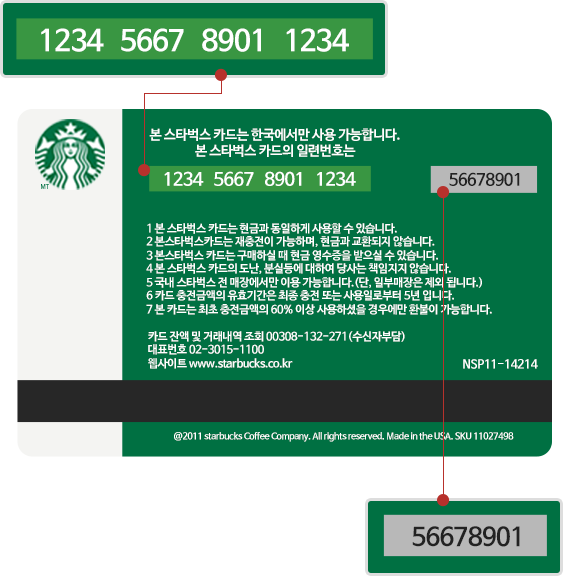 1234 5667 8901 1234
MT
본 스타벅스 카드는 한국에서만 사용 가능합니다.
본 스타벅스 카드의 일련번호는
1234 5667 8901 1234
56678901
1 본 스타벅스 카드는 현금과 동일하게 사용할 수 있습니다.
2 본스타벅스카드는 재충전이 가능하며, 현금과 교환되지 않습니다.
3 본스타벅스 카드는 구매하실 때 현금 영수증을 받으실 수 있습니다.
4 본 스타벅스 카드의 도난, 분실등에 대하여 당사는 책임지지 않습니다.
5 국내 스타벅스 전 매장에서만 이용 가능합니다.(단, 일부매장은 제외 됩니다.)
6 카드 충전금액의 유효기간은 최종 충전 또는 사용일로부터 5년 입니다.
7 본 카드는 최초 충전금액의 60% 이상 사용하셨을 경우에만 환불이 가능합니다.
카드 잔액 및 거래내역 조회 00308-132-271 (수신자부담)
대표번호 02-3015-1100
웹사이트 www.starbucks.co.kr
NSP11-14214
@2011 starbucks Coffee Company. All rights reserved. Made in the USA. SKU 11027498
56678901